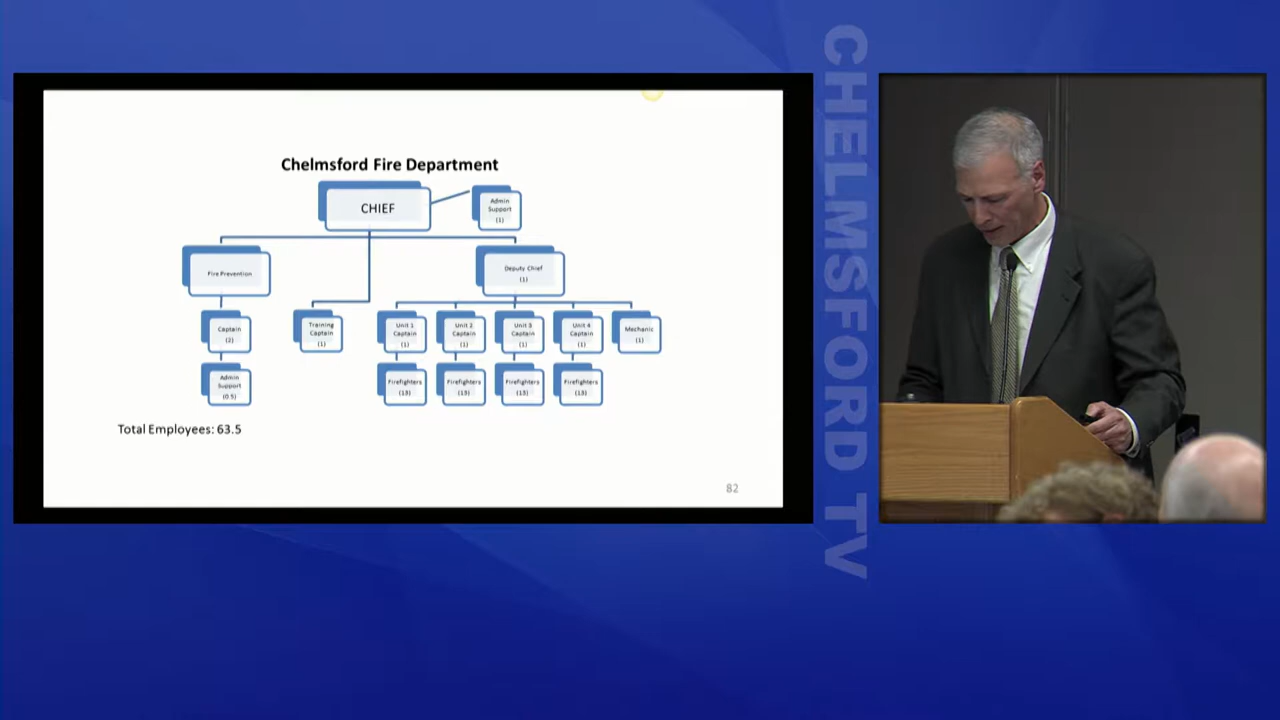 Chelmsford Fire Department
CHIEF
Admin
Support
(1)
Fire Prevention
Deputy Chief
(1)
Captain
(2)
Training
Captain
(1)
Unit 1
Captain
(1)
Unit 2
Captain
(1)
Unit 3
Captain
(1)
Unit 4
Captain
(1)
Mechanic
(1)
Admin
Support
(0.5)
Firefighters
(13)
Firefighters
(13)
Firefighters
(13)
Firefighters
(13)
Total Employees: 63.5
82
CHELMSFORD TV